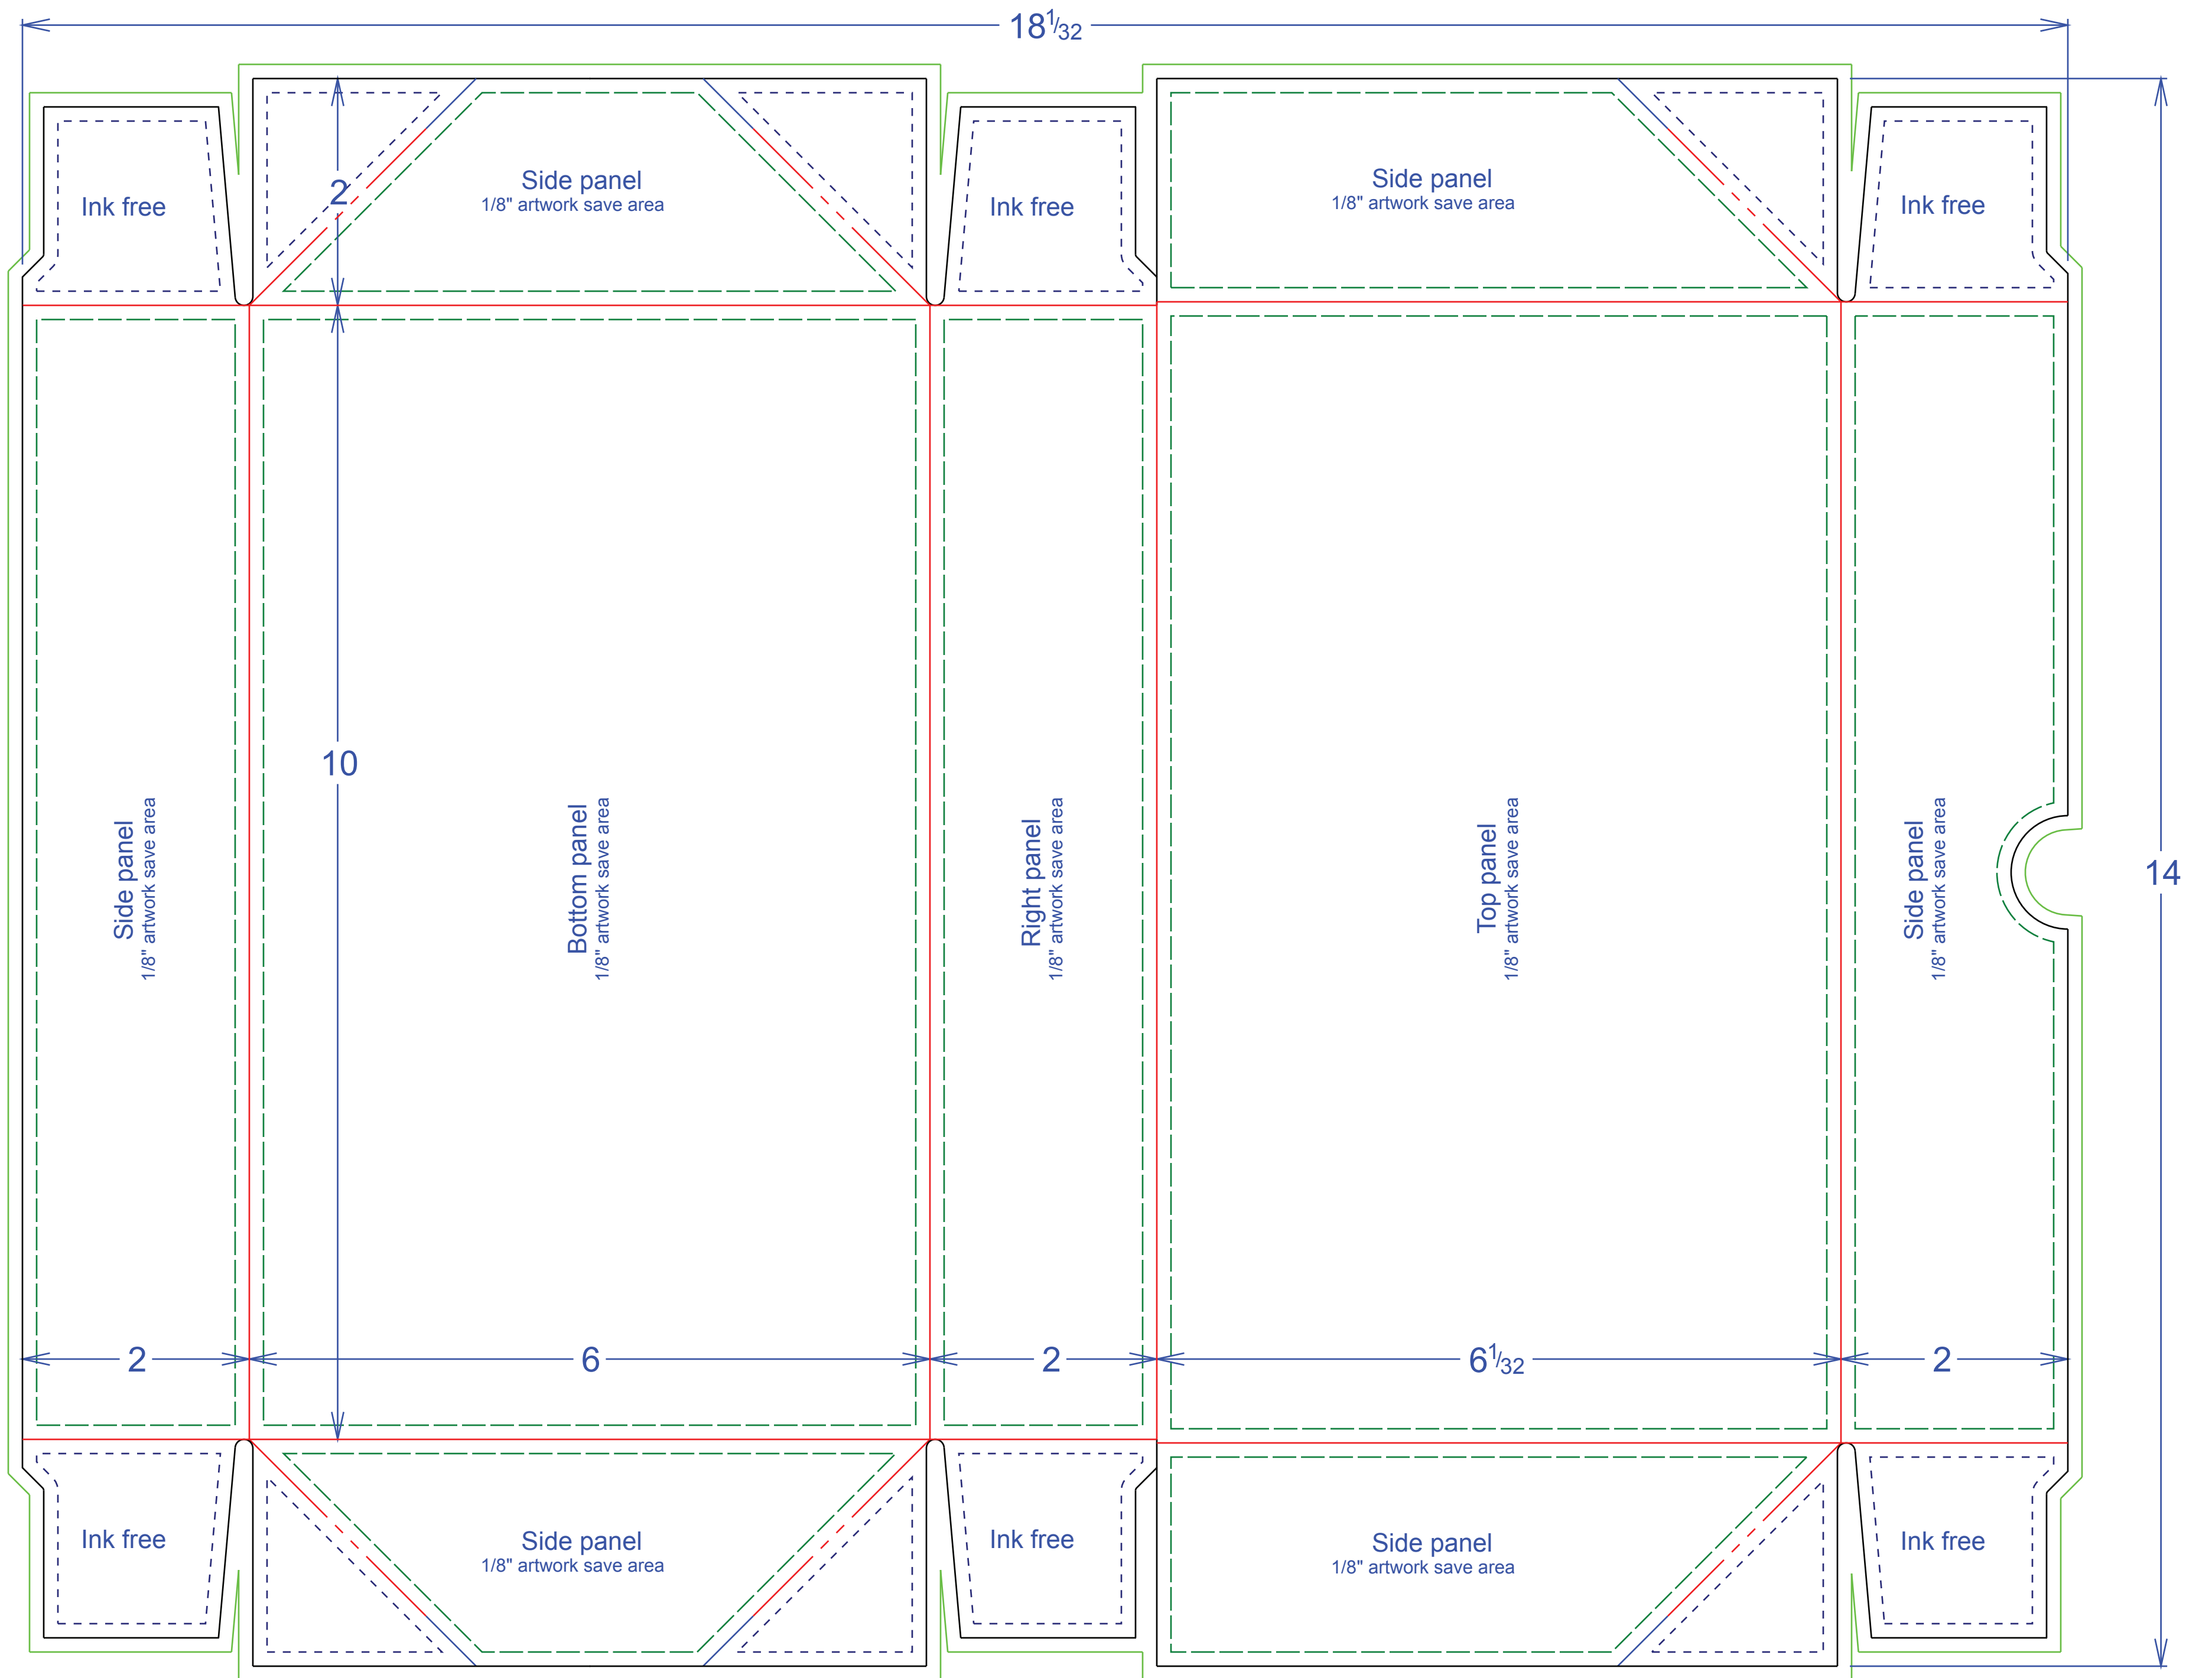 18 1/32
Ink free
2
Side panel
1/8" artwork save area
Ink free
Side panel
1/8" artwork save area
Ink free
10
Side panel
1/8" artwork save area
Bottom panel
1/8" artwork save area
Right panel
1/8" artwork save area
Top panel
1/8" artwork save area
Side panel
1/8" artwork save area
14
2
6
2
6 1/32
2
Ink free
Side panel
1/8" artwork save area
Ink free
Side panel
1/8" artwork save area
Ink free